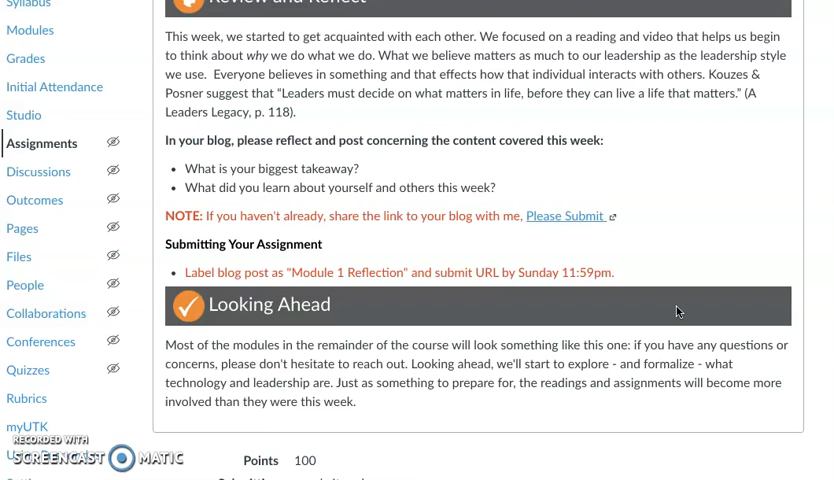 Syllabus
Modules
Grades
Initial Attendance
Studio
Assignments
Discussions
Outcomes
Pages
Files
People
Collaborations
Conferences
Quizzes
Rubrics
myUTK
Review and Reflect
This week, we started to get acquainted with each other. We focused on a reading and video that helps us begin
to think about why we do what we do. What we believe matters as much to our leadership as the leadership style
we use.  Everyone believes in something and that effects how that individual interacts with others. Kouzes &
Posner suggest that “Leaders must decide on what matters in life, before they can live a life that matters.” (A
Leaders Legacy, p. 118).
In your blog, please reflect and post concerning the content covered this week:
• What is your biggest takeaway?
• What did you learn about yourself and others this week?
NOTE: If you haven't already, share the link to your blog with me, Please Submit
Submitting Your Assignment
• Label blog post as "Module 1 Reflection" and submit URL by Sunday 11:59pm.
Looking Ahead
Most of the modules in the remainder of the course will look something like this one: if you have any questions or
concerns, please don't hesitate to reach out. Looking ahead, we'll start to explore - and formalize - what
technology and leadership are. Just as something to prepare for, the readings and assignments will become more
involved than they were this week.
Points 100
RECORDED WITH
SCREENCAST MATIC